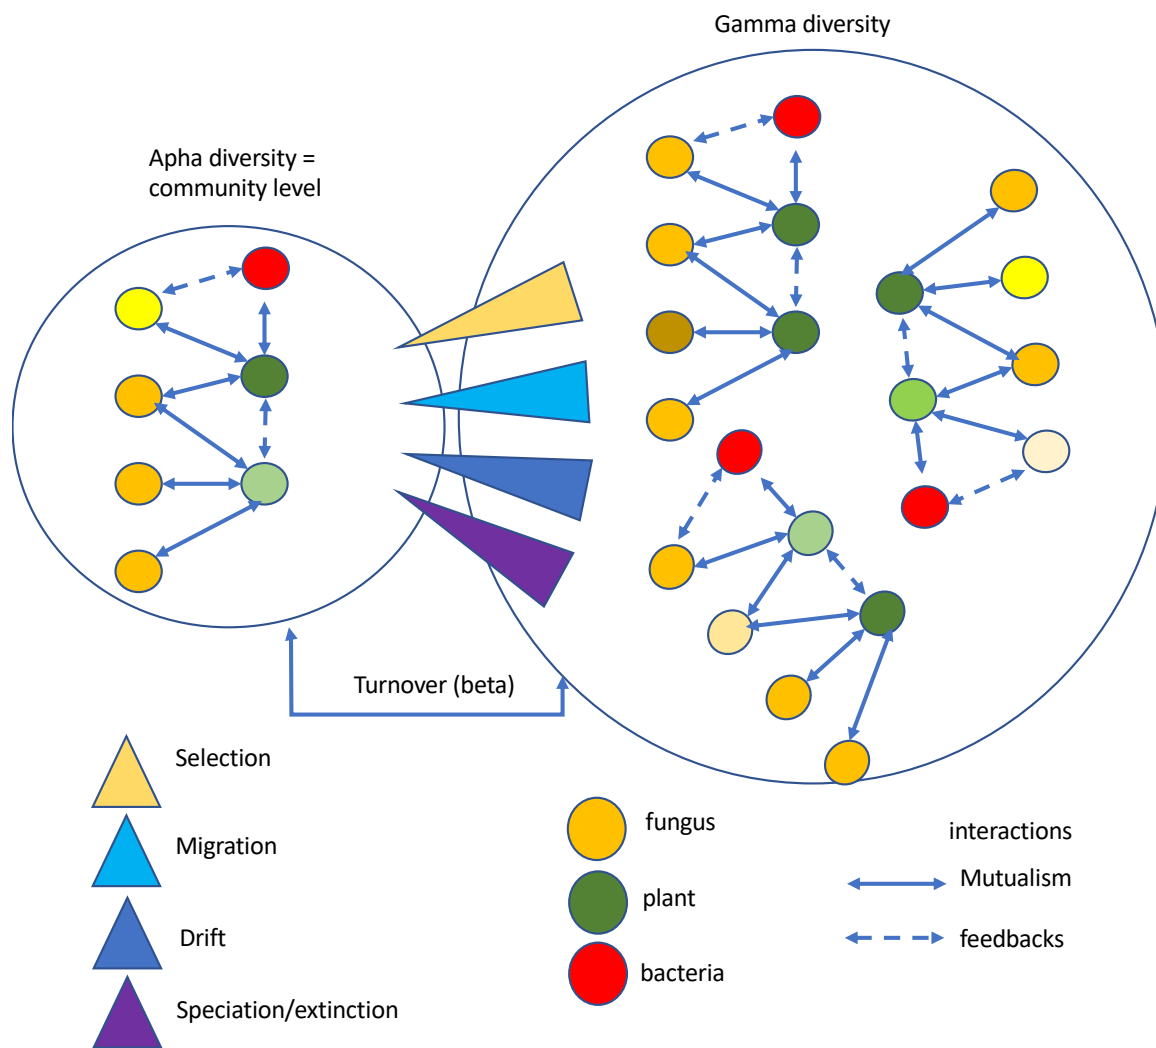 Gamma diversity
Apha diversity =
community level
Turnover (beta)
Selection
Migration
Drift
Speciation/extinction
fungus
plant
bacteria
interactions
Mutualism
feedbacks